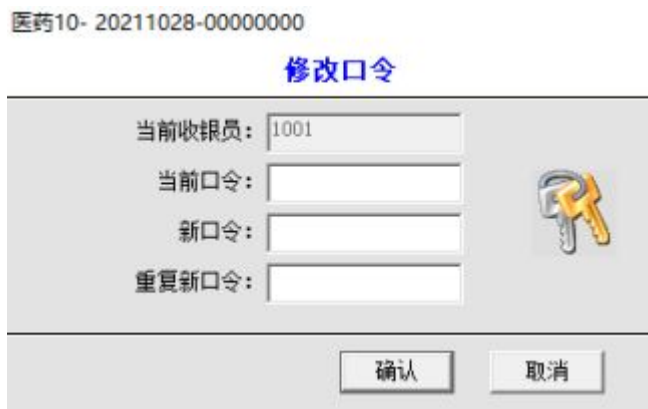 医药10- 20211028-00000000
修改口令
当前收银员: 1001
当前口令:
新口令:
重复新口令:
确认 取消